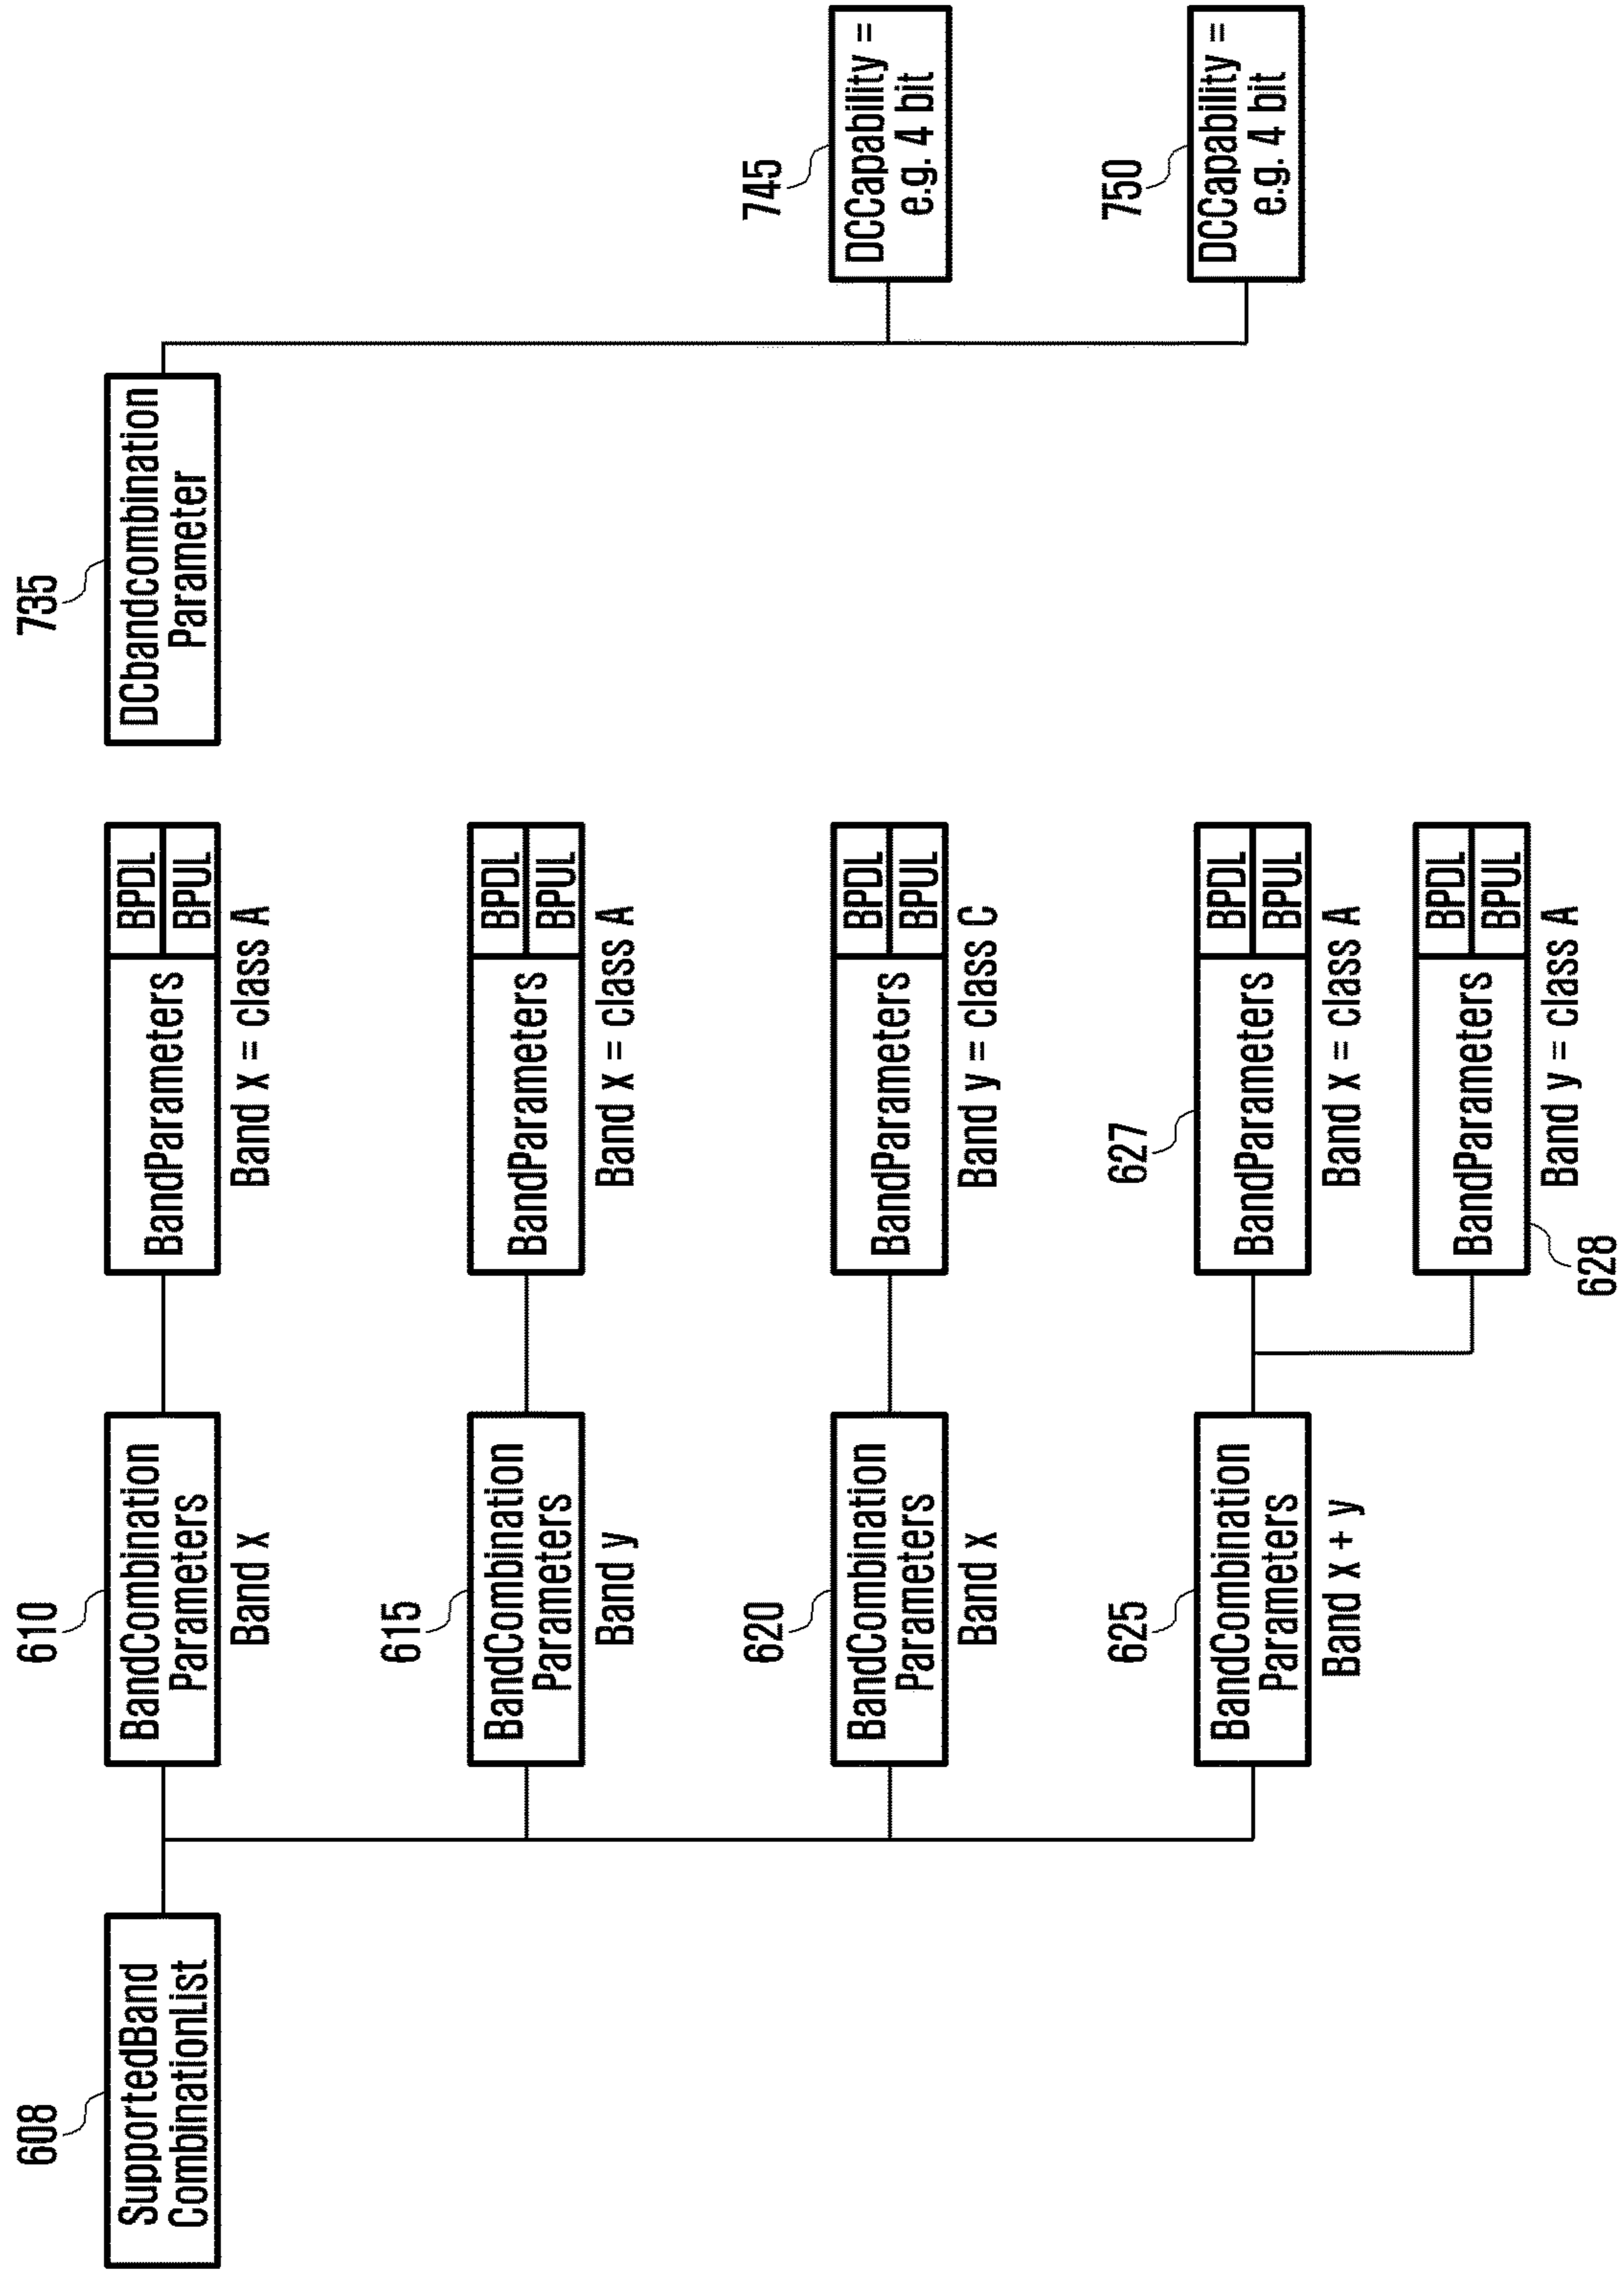 608
SupportedBand
CombinationList
610
BandCombination
Parameters
Band x
BandParameters
BPDL
BPUL
Band x = class A
735
DCbandcombination
Parameter
615
BandCombination
Parameters
Band y
BandParameters
BPDL
BPUL
Band x = class A
620
BandCombination
Parameters
Band x
BandParameters
BPDL
BPUL
Band y = class C
745
DCCapability =
e.g. 4 bit
625
BandCombination
Parameters
Band x + y
627
BandParameters
BPDL
BPUL
Band x = class A
750
DCCapability =
e.g. 4 bit
628
BandParameters
BPDL
BPUL
Band y = class A